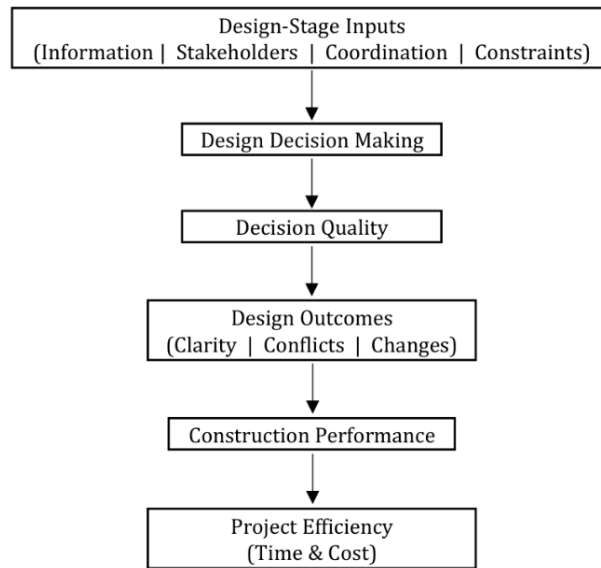 Design-Stage Inputs
(Information | Stakeholders | Coordination | Constraints)
Design Decision Making
Decision Quality
Design Outcomes
(Clarity | Conflicts | Changes)
Construction Performance
Project Efficiency
(Time & Cost)